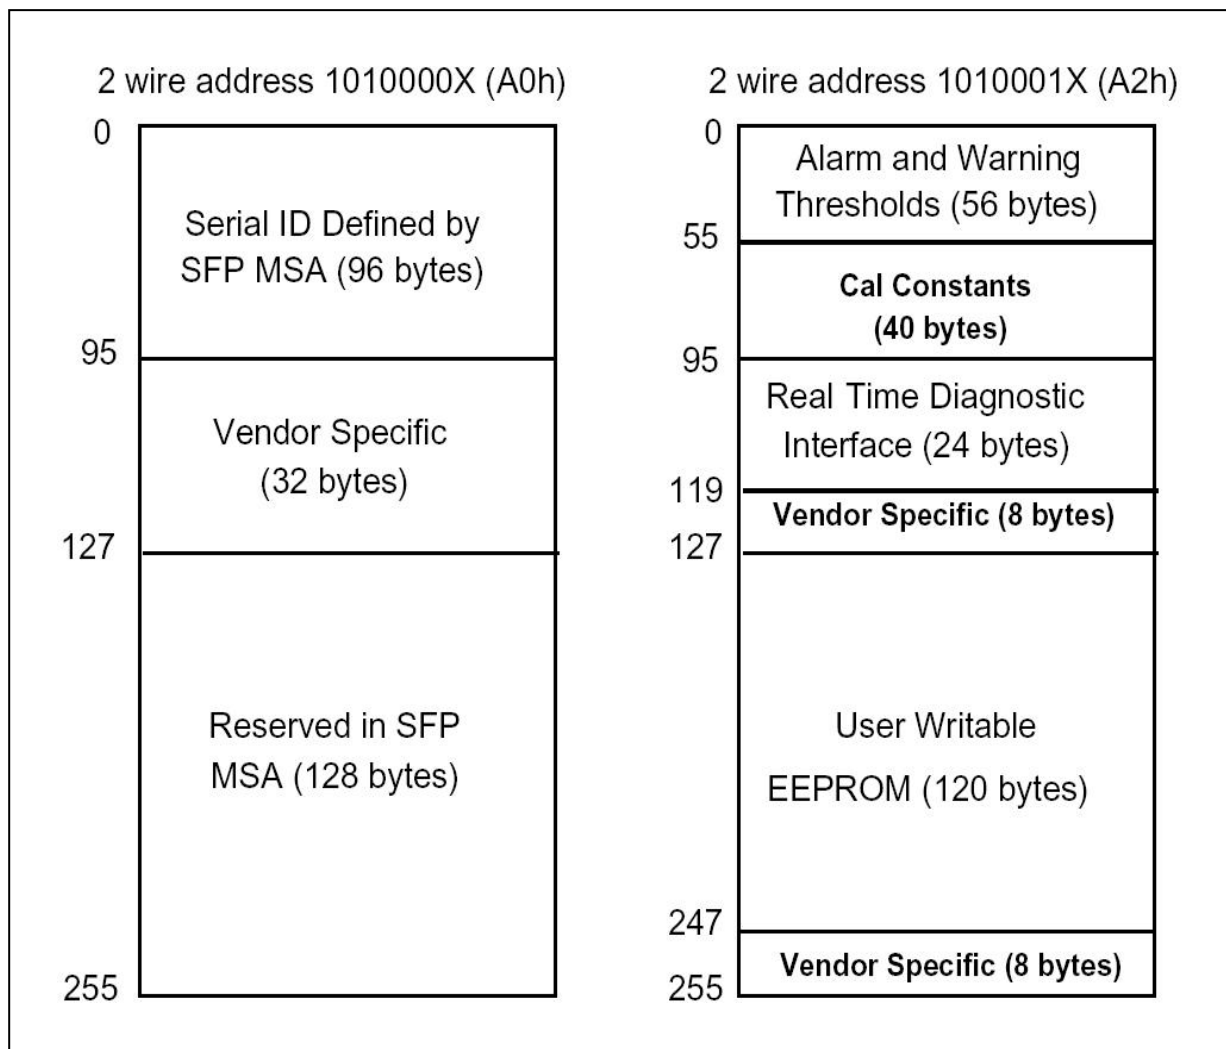 2 wire address 1010000X (A0h)
0
Serial ID Defined by
SFP MSA (96 bytes)
95
Vendor Specific
(32 bytes)
127
Reserved in SFP
MSA (128 bytes)
255
2 wire address 1010001X (A2h)
0
Alarm and Warning
Thresholds (56 bytes)
55
Cal Constants
(40 bytes)
95
Real Time Diagnostic
Interface (24 bytes)
119
Vendor Specific (8 bytes)
127
User Writable
EEPROM (120 bytes)
247
Vendor Specific (8 bytes)
255